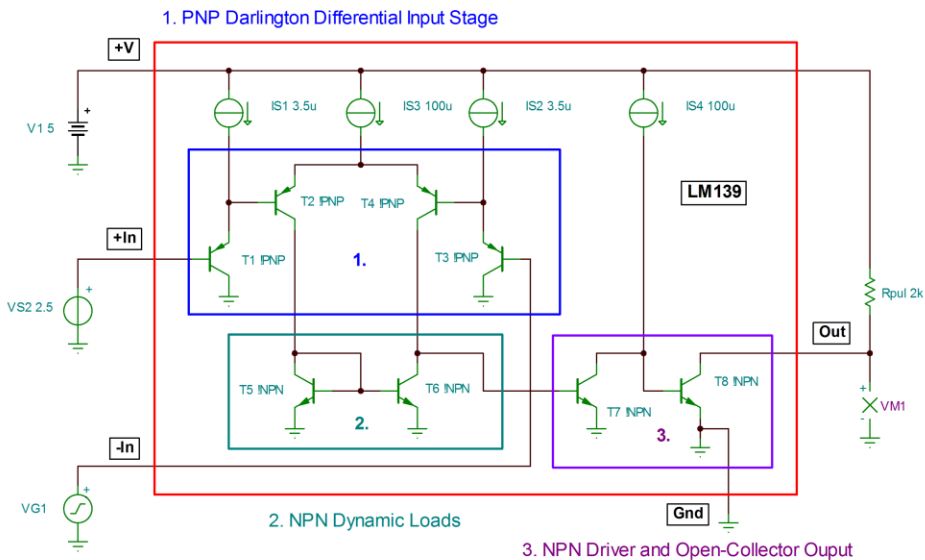 1. PNP Darlington Differential Input Stage
+V
IS1 3.5u
IS3 100u
IS2 3.5u
IS4 100u
+
V1 5
LM139
T2 !PNP
T4 !PNP
+In
T1 !PNP
1.
T3 !PNP
+
VS2 2.5
Rpul 2k
Out
T5 !NPN
T6 !NPN
T8 !NPN
+
VM1
-
2.
T7 !NPN
3.
-In
+
VG1
2. NPN Dynamic Loads
Gnd
3. NPN Driver and Open-Collector Ouput